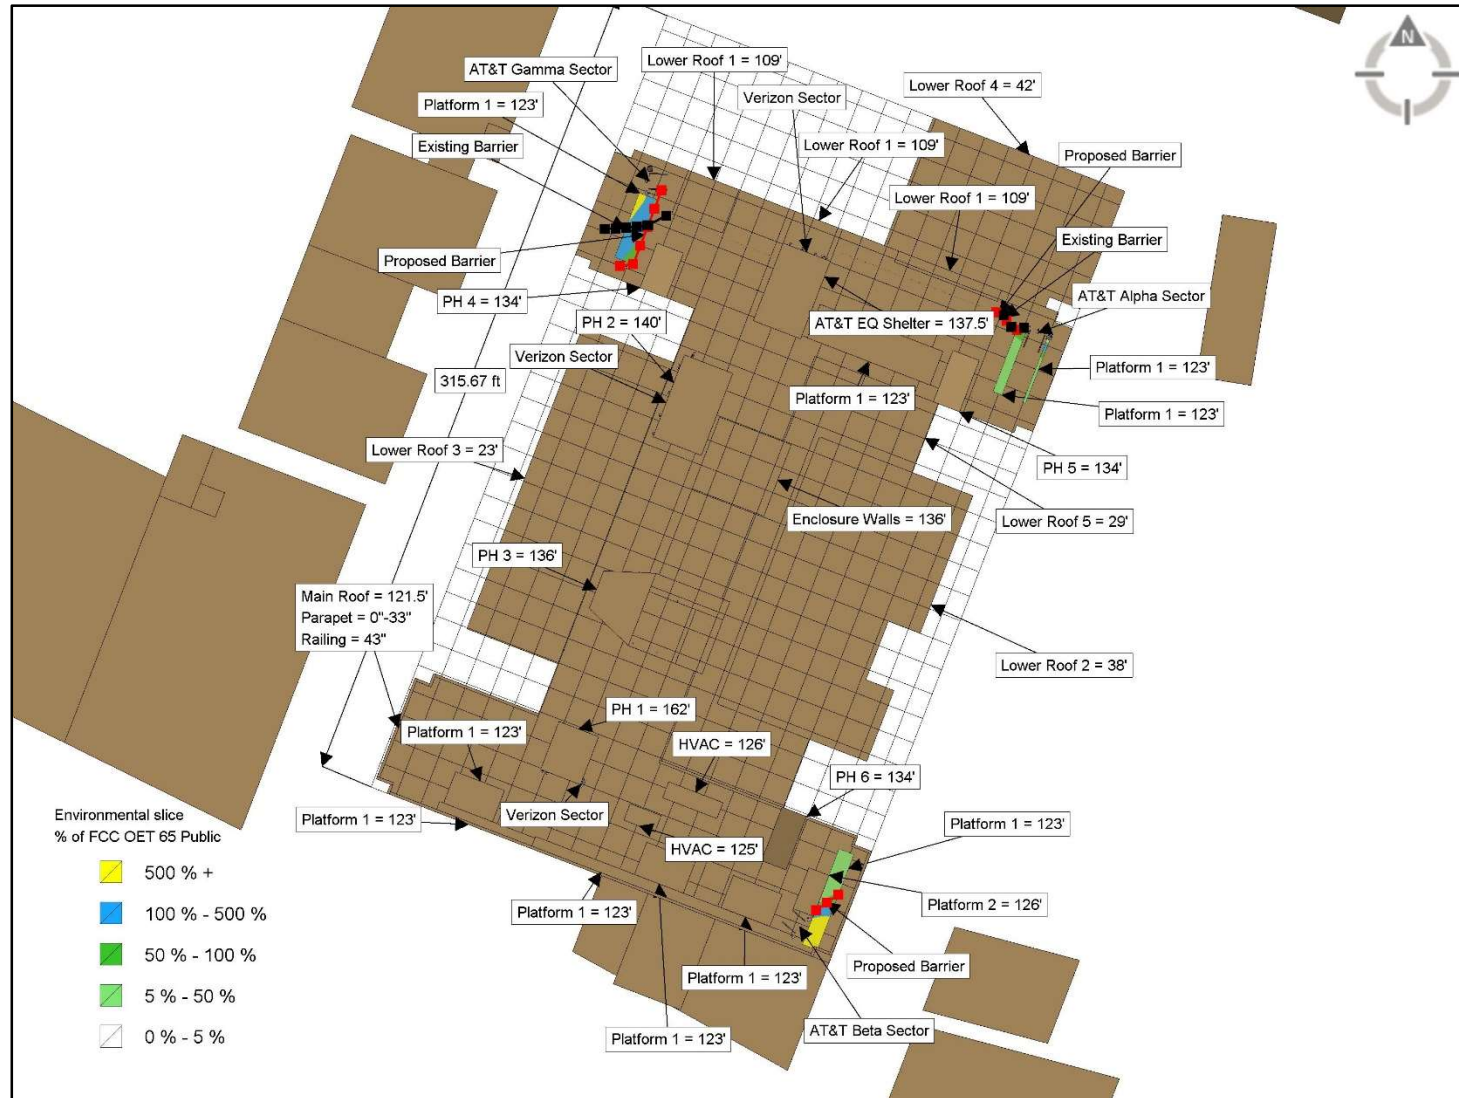 N
AT&T Gamma Sector
Lower Roof 1 = 109'
Verizon Sector
Lower Roof 4 = 42'
Platform 1 = 123'
Existing Barrier
Lower Roof 1 = 109'
Proposed Barrier
Lower Roof 1 = 109'
Existing Barrier
Proposed Barrier
PH 4 = 134'
AT&T Alpha Sector
PH 2 = 140'
AT&T EQ Shelter = 137.5'
Verizon Sector
315.67 ft
Platform 1 = 123'
Platform 1 = 123'
Platform 1 = 123'
Lower Roof 3 = 23'
PH 5 = 134'
Enclosure Walls = 136'
Lower Roof 5 = 29'
PH 3 = 136'
Main Roof = 121.5'
Parapet = 0"-33"
Railing = 43"
Lower Roof 2 = 38'
PH 1 = 162'
Platform 1 = 123'
HVAC = 126'
PH 6 = 134'
Platform 1 = 123'
Verizon Sector
Platform 1 = 123'
HVAC = 125'
Platform 2 = 126'
Platform 1 = 123'
Proposed Barrier
Platform 1 = 123'
AT&T Beta Sector
Platform 1 = 123'
Environmental slice
% of FCC OET 65 Public
500 % +
100 % - 500 %
50 % - 100 %
5 % - 50 %
0 % - 5 %